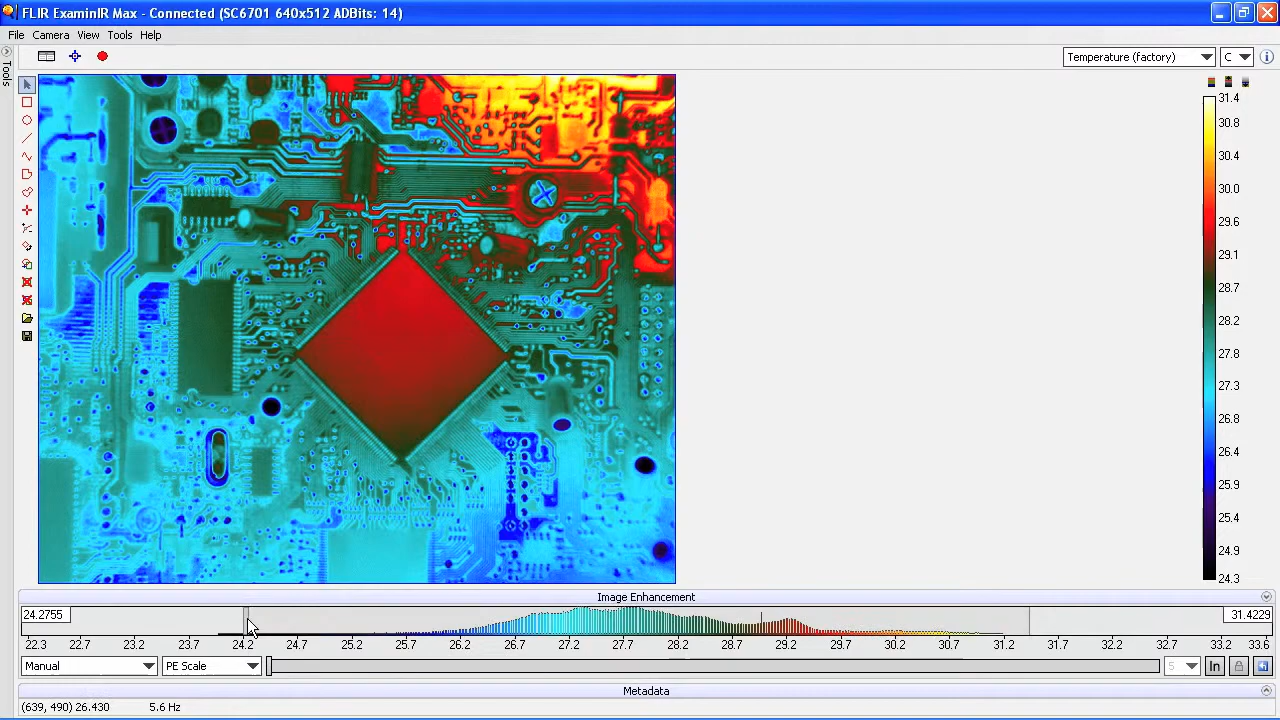 FLIR ExaminIR Max - Connected (SC6701 640x512 ADBits: 14)
File Camera View Tools Help
Tools
Temperature (factory) C
31.4
30.8
.4
30.0
29.6
29.1
28.7
28.2
27.8
27.3
26.8
26.4
25.9
25.4
24.9
24.3
Image Enhancement
24.2755 31.4229
22.3 22.7 23.7 24.2 24.7 25.2 25.7 26.2 26.7 27.2 27.7 28.2 28.7 29.2 29.7 30.2 30.7 31.2 31.7 32.2 32.7 33.2 33.6
Manual PE Scale 5 In
Metadata
(639, 490) 26.430 5.6 Hz